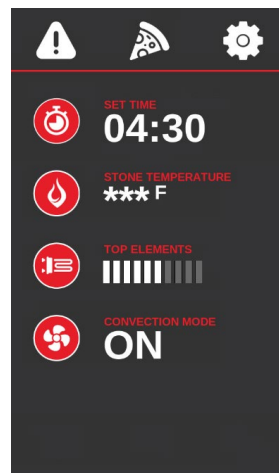 SET TIME
04:30
STONE TEMPERATURE
*** F
TOP ELEMENTS
CONVECTION MODE
ON